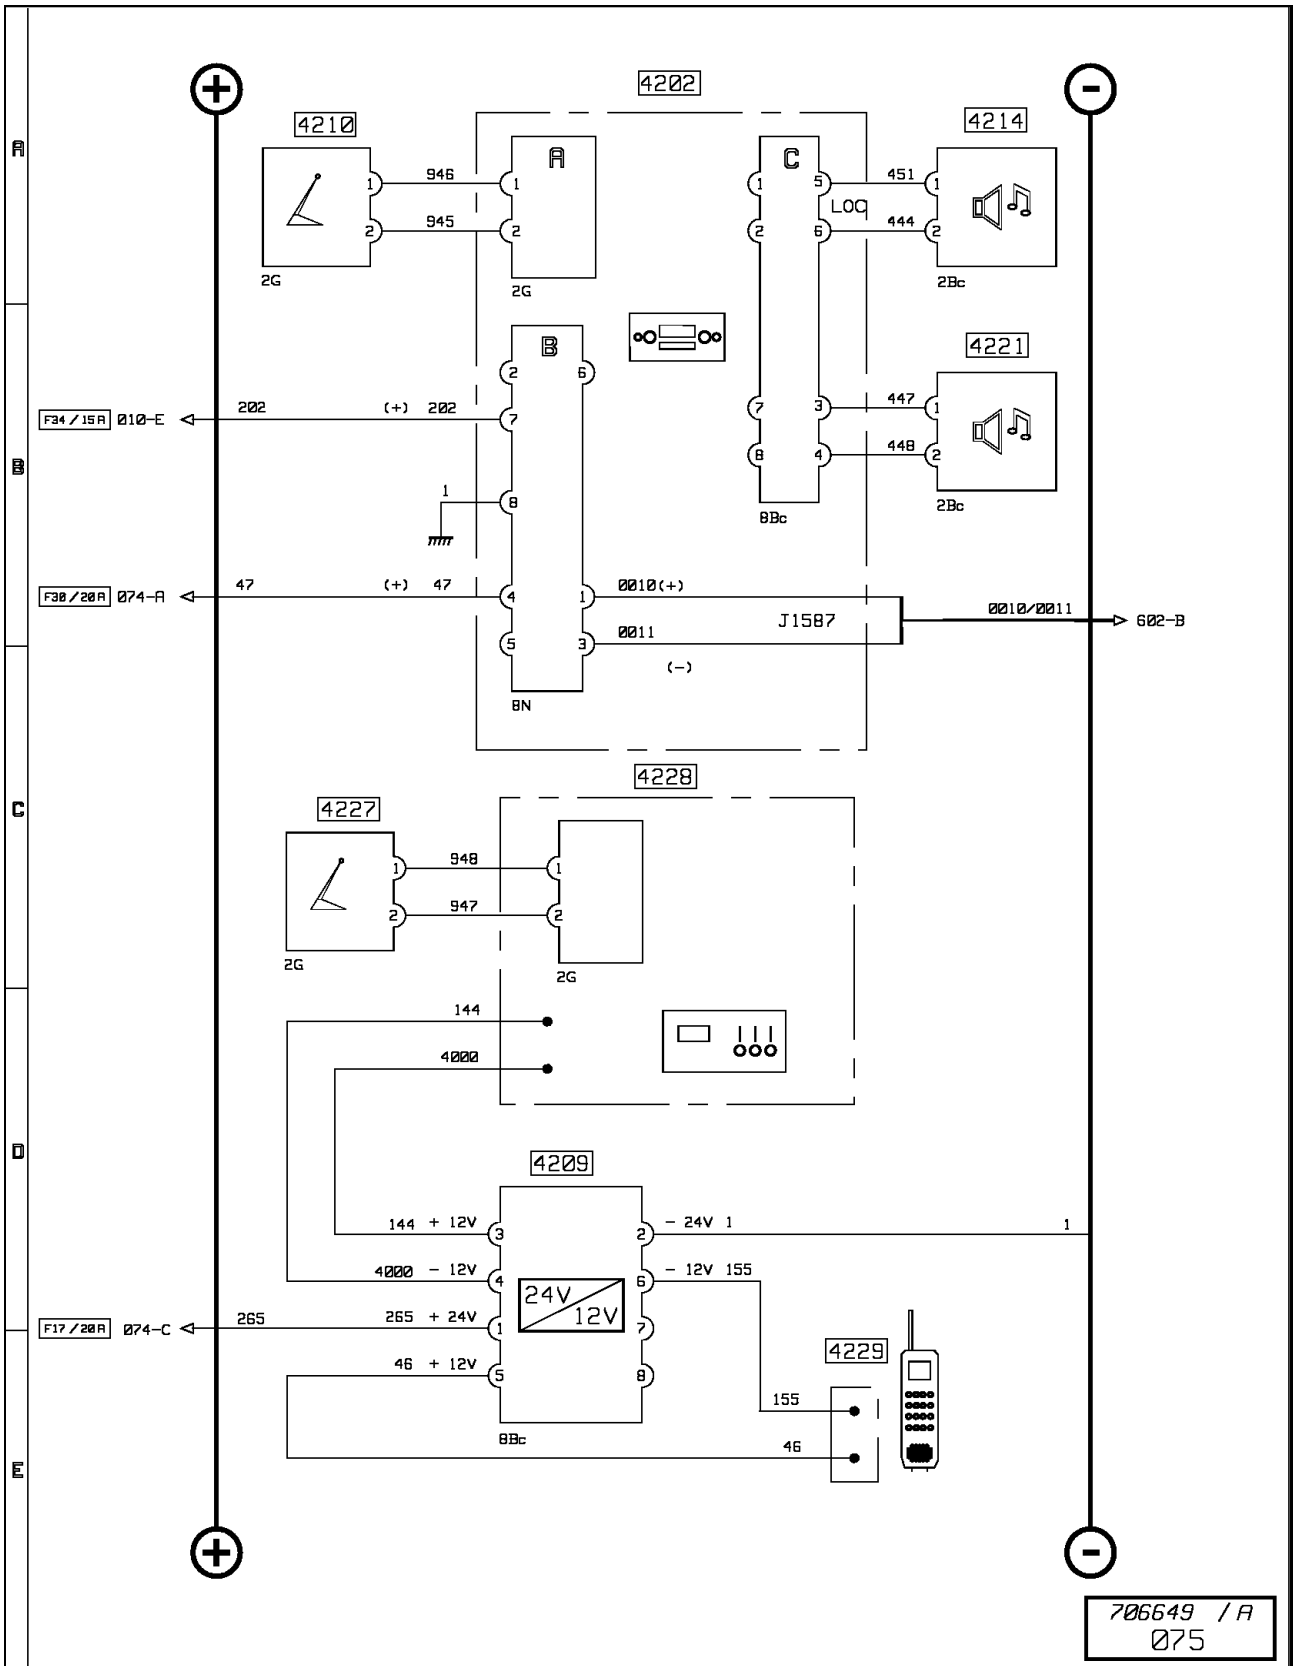 4202
4210
4214
A
A
C
946
1
1
1
5
451
1
LOC
945
2
2
2
6
444
2
2G
2G
2Bc
4221
B
2
6
F34/15A 010-E
202
(+) 202
7
7
3
447
1
B
8
4
448
2
1
8
2Bc
8Bc
F30/20A 074-A
47
(+) 47
4
1
0010(+)
0010/0011
602-B
J1587
5
3
0011
(-)
8N
4228
4227
C
948
1
1
947
2
2
2G
2G
144
4000
D
4209
144 + 12V
3
2
- 24V 1
1
4000 - 12V
4
6
- 12V 155
24V
12V
F17/20A 074-C
265
265 + 24V
1
7
46 + 12V
5
8
4229
155
8Bc
46
E
706649 /A
075